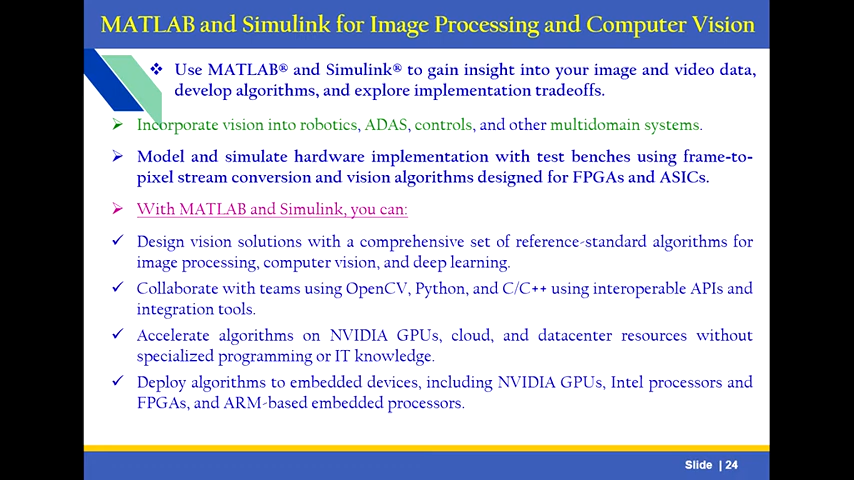 MATLAB and Simulink for Image Processing and Computer Vision
❖ Use MATLAB® and Simulink® to gain insight into your image and video data,
develop algorithms, and explore implementation tradeoffs.
➢ Incorporate vision into robotics, ADAS, controls, and other multidomain systems.
➢ Model and simulate hardware implementation with test benches using frame-to-
pixel stream conversion and vision algorithms designed for FPGAs and ASICs.
➢ With MATLAB and Simulink, you can:
✓ Design vision solutions with a comprehensive set of reference-standard algorithms for
image processing, computer vision, and deep learning.
✓ Collaborate with teams using OpenCV, Python, and C/C++ using interoperable APIs and
integration tools.
✓ Accelerate algorithms on NVIDIA GPUs, cloud, and datacenter resources without
specialized programming or IT knowledge.
✓ Deploy algorithms to embedded devices, including NVIDIA GPUs, Intel processors and
FPGAs, and ARM-based embedded processors.
Slide | 24